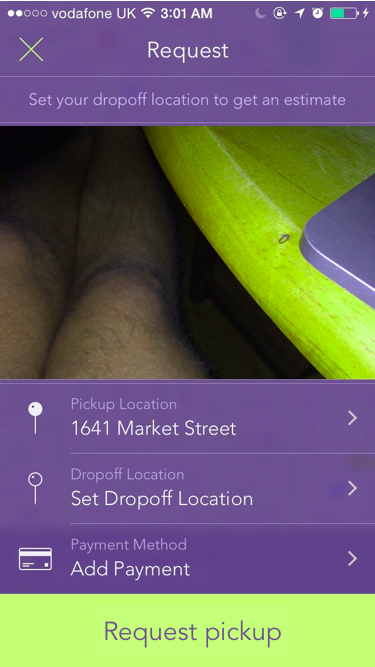 vodafone UK 3:01 AM
Request
Set your dropoff location to get an estimate
Pickup Location
1641 Market Street
Dropoff Location
Set Dropoff Location
Payment Method
Add Payment
Request pickup